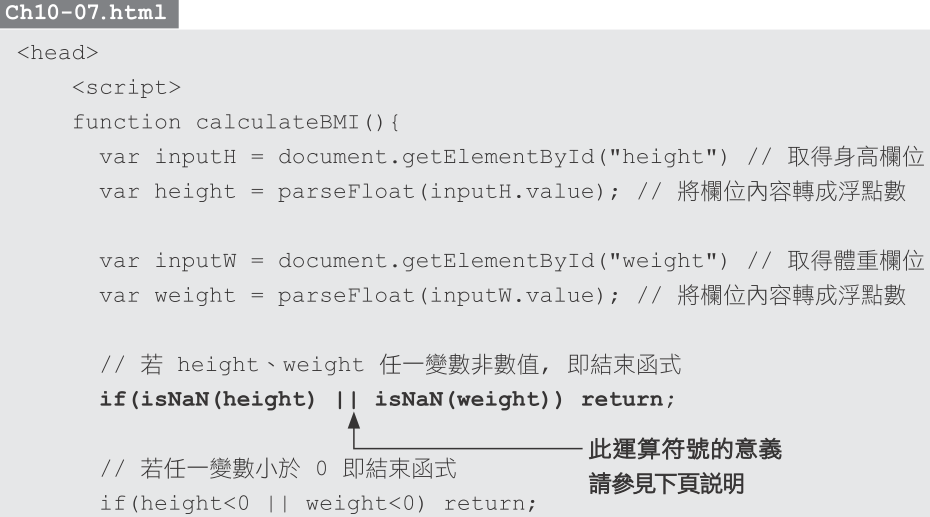 Ch10-07.html
<head>
<script>
function calculateBMI(){
var inputH = document.getElementById("height") // 取得身高欄位
var height = parseFloat(inputH.value); // 將欄位內容轉成浮點數
var inputW = document.getElementById("weight") // 取得體重欄位
var weight = parseFloat(inputW.value); // 將欄位內容轉成浮點數
// 若 height、weight 任一變數非數值, 即結束函式
if(isNaN(height) || isNaN(weight)) return;
此運算符號的意義
請參見下頁説明
// 若任一變數小於 0 即結束函式
if(height<0 || weight<0) return;